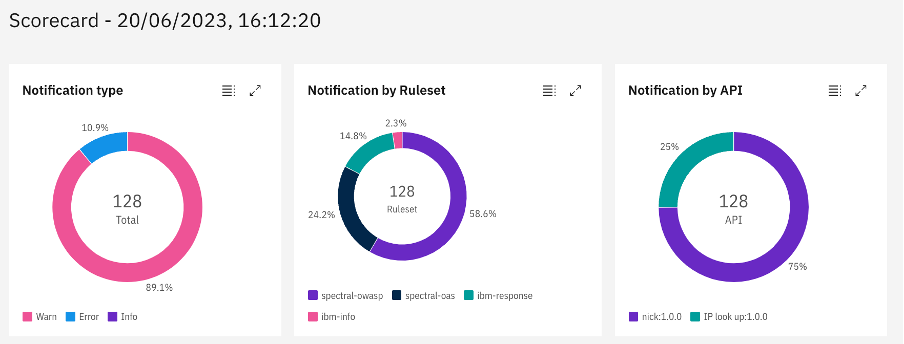 Scorecard - 20/06/2023, 16:12:20
Notification type
10.9%
128
Total
89.1%
Warn Error Info
Notification by Ruleset
2.3%
14.8%
24.2%
128
Ruleset
58.6%
spectral-owasp spectral-oas ibm-response
ibm-info
Notification by API
25%
128
API
75%
nick:1.0.0 IP look up:1.0.0